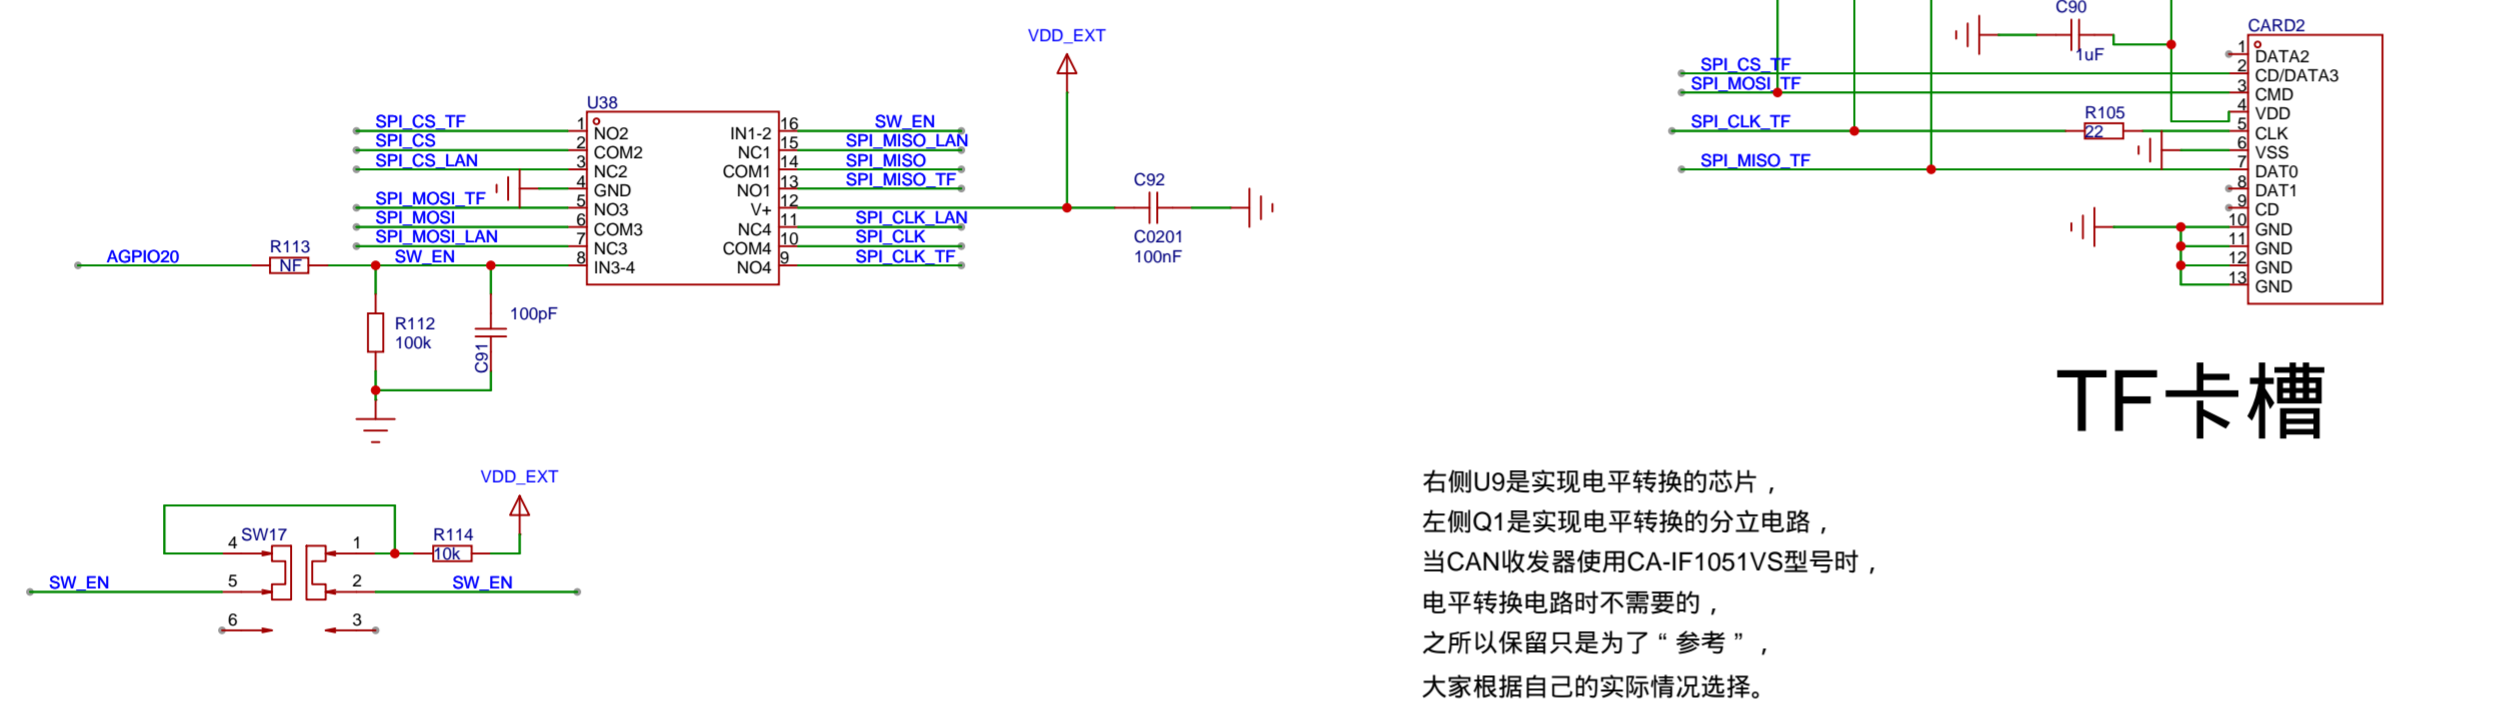 VDD_EXT
U38
SPI_CS_TF 1 NO2 IN1-2 16 SW_EN
SPI_CS 2 COM2 NC1 15 SPI_MISO_LAN
SPI_CS_LAN 3 NC2 COM1 14 SPI_MISO
4 GND NO1 13 SPI_MISO_TF
SPI_MOSI_TF 5 NO3 V+ 12
SPI_MOSI 6 COM3 NC4 11 SPI_CLK_LAN
SPI_MOSI_LAN 7 NC3 COM4 10 SPI_CLK
SW_EN 8 IN3-4 NO4 9 SPI_CLK_TF
AGPIO20
R113
NF
R112
100k
100pF
C91
C92
C0201
100nF
VDD_EXT
SW17
R114
10k
4 1
SW_EN 5 2 SW_EN
6 3
C90
1uF
CARD2
1 DATA2
SPI_CS_TF 2 CD/DATA3
SPI_MOSI_TF 3 CMD
4 VDD
R105
22
SPI_CLK_TF 5 CLK
6 VSS
SPI_MISO_TF 7 DAT0
8 DAT1
9 CD
10 GND
11 GND
12 GND
13 GND
TF卡槽
右侧U9是实现电平转换的芯片，
左侧Q1是实现电平转换的分立电路，
当CAN收发器使用CA-IF1051VS型号时，
电平转换电路时不需要的，
之所以保留只是为了“参考”，
大家根据自己的实际情况选择。